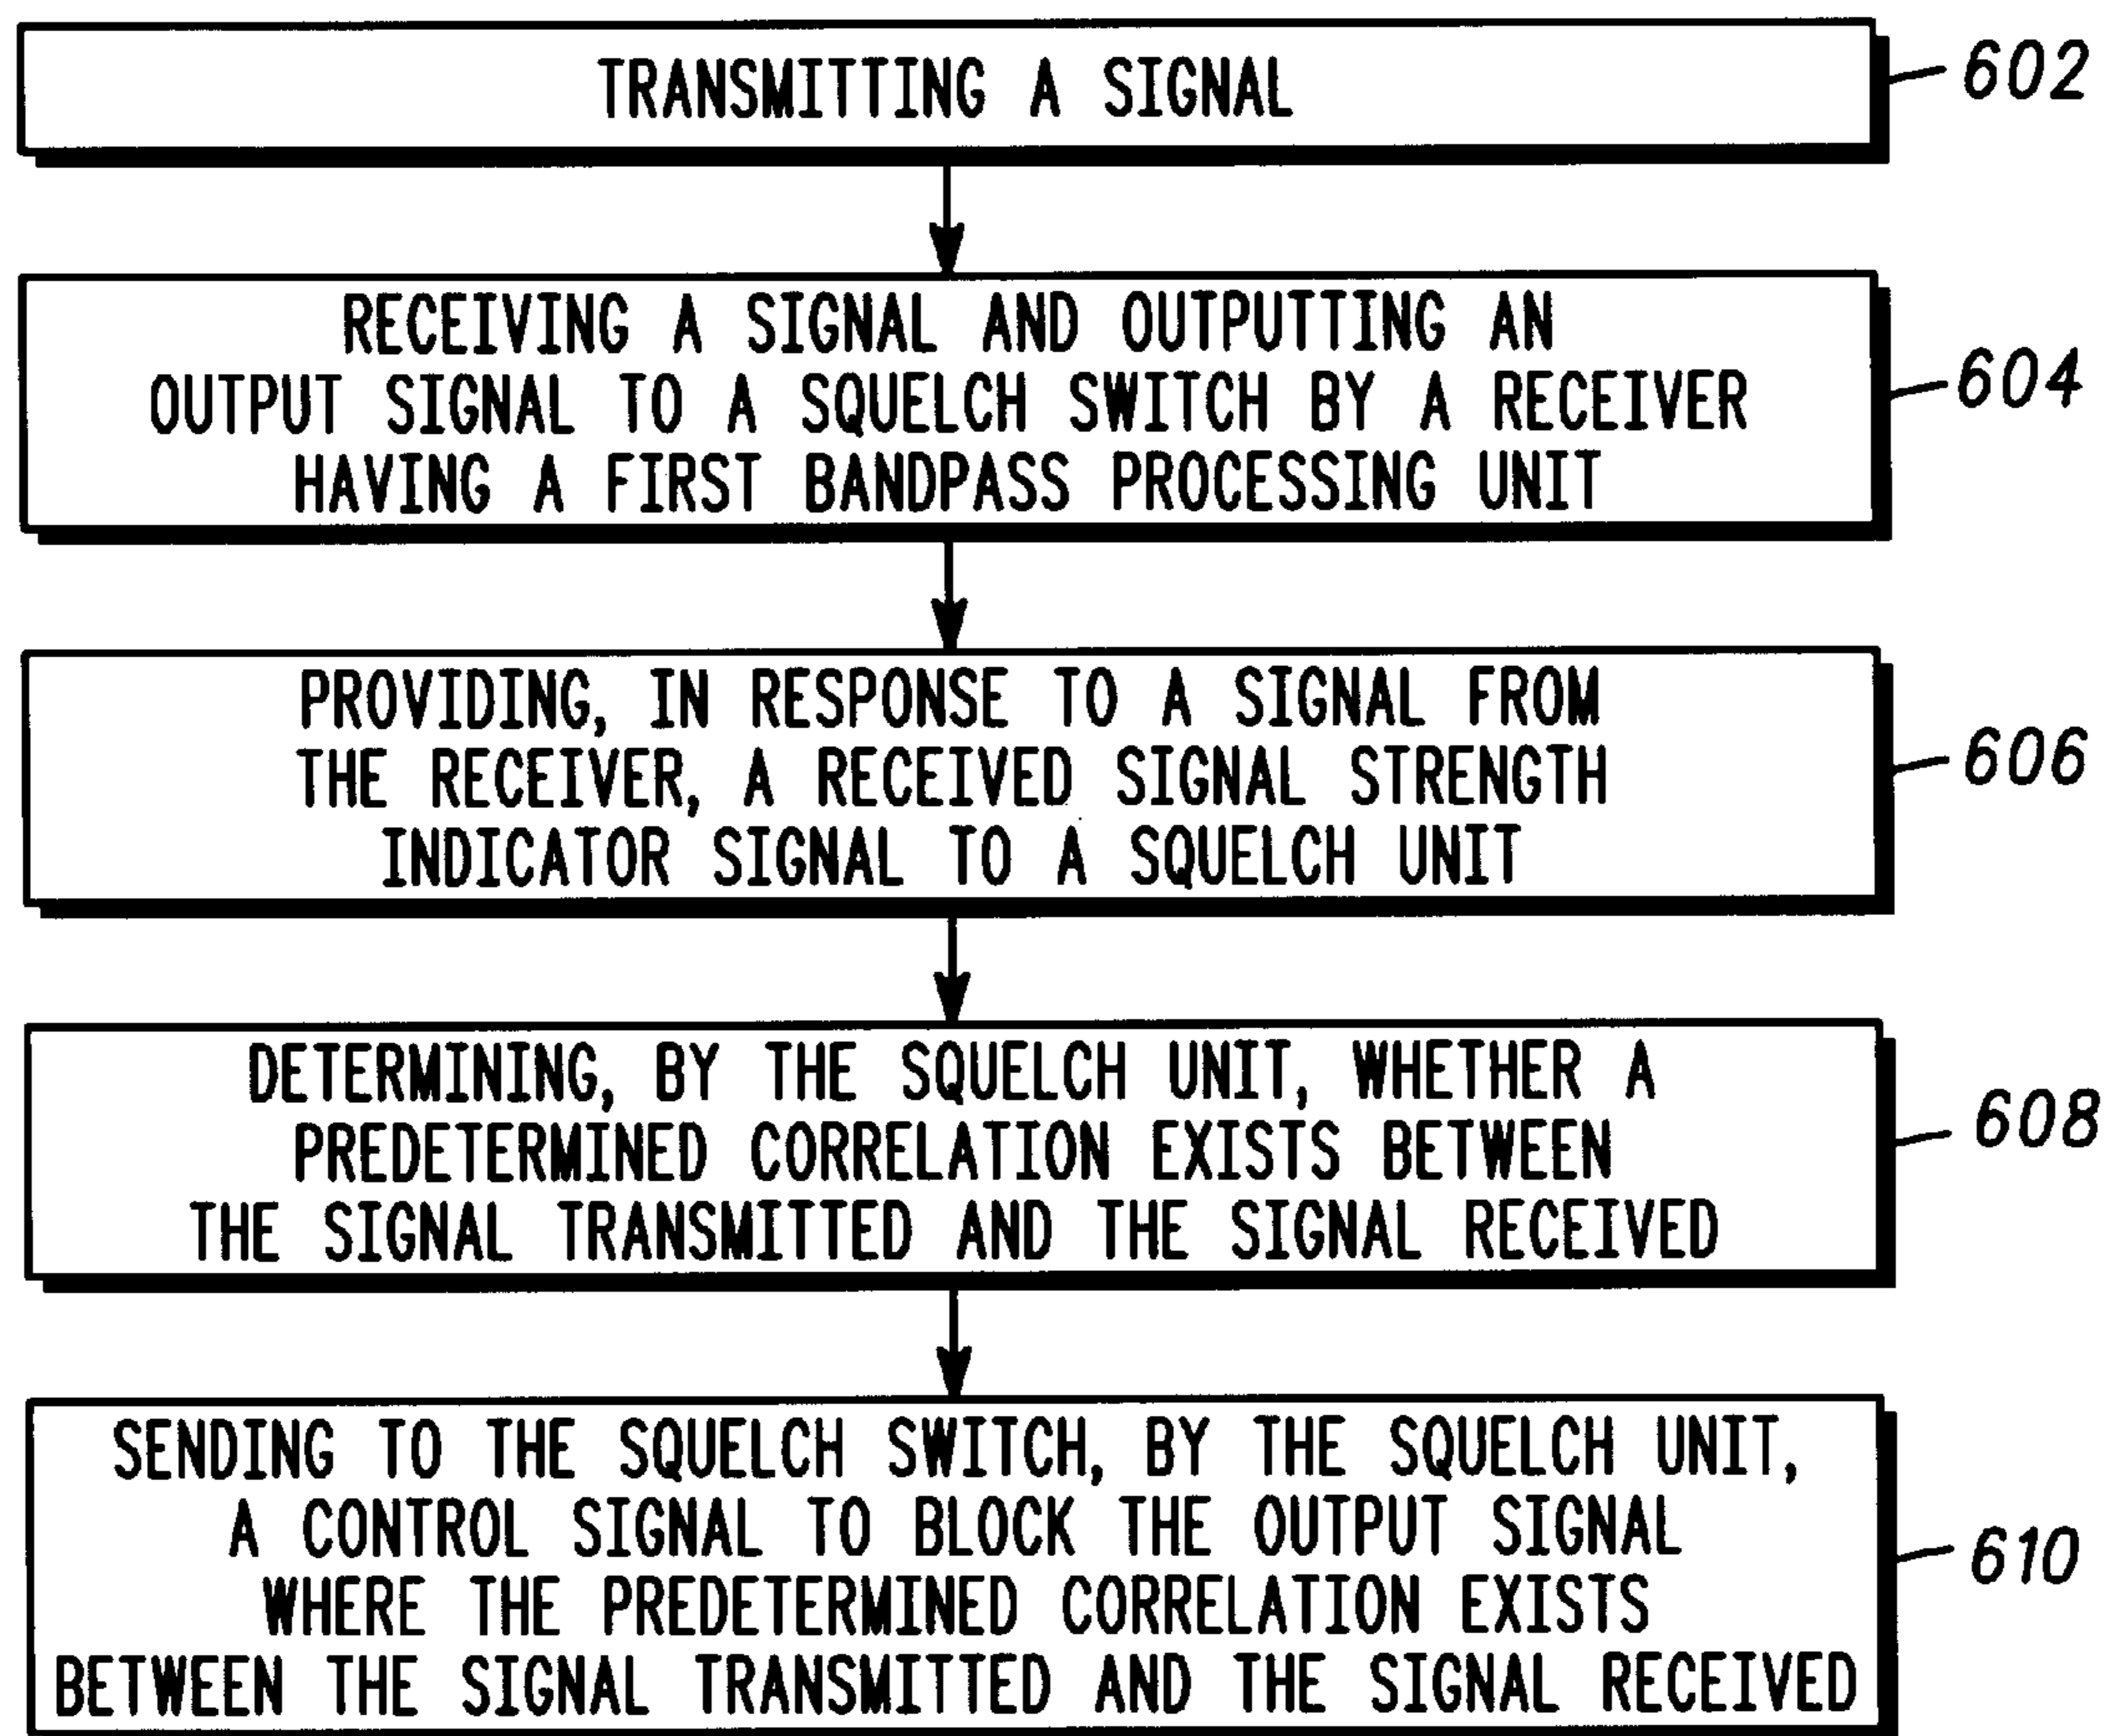 TRANSMITTING A SIGNAL
602
RECEIVING A SIGNAL AND OUTPUTTING AN
OUTPUT SIGNAL TO A SQUELCH SWITCH BY A RECEIVER
HAVING A FIRST BANDPASS PROCESSING UNIT
604
PROVIDING, IN RESPONSE TO A SIGNAL FROM
THE RECEIVER, A RECEIVED SIGNAL STRENGTH
INDICATOR SIGNAL TO A SQUELCH UNIT
606
DETERMINING, BY THE SQUELCH UNIT, WHETHER A
PREDETERMINED CORRELATION EXISTS BETWEEN
THE SIGNAL TRANSMITTED AND THE SIGNAL RECEIVED
608
SENDING TO THE SQUELCH SWITCH, BY THE SQUELCH UNIT,
A CONTROL SIGNAL TO BLOCK THE OUTPUT SIGNAL
WHERE THE PREDETERMINED CORRELATION EXISTS
BETWEEN THE SIGNAL TRANSMITTED AND THE SIGNAL RECEIVED
610